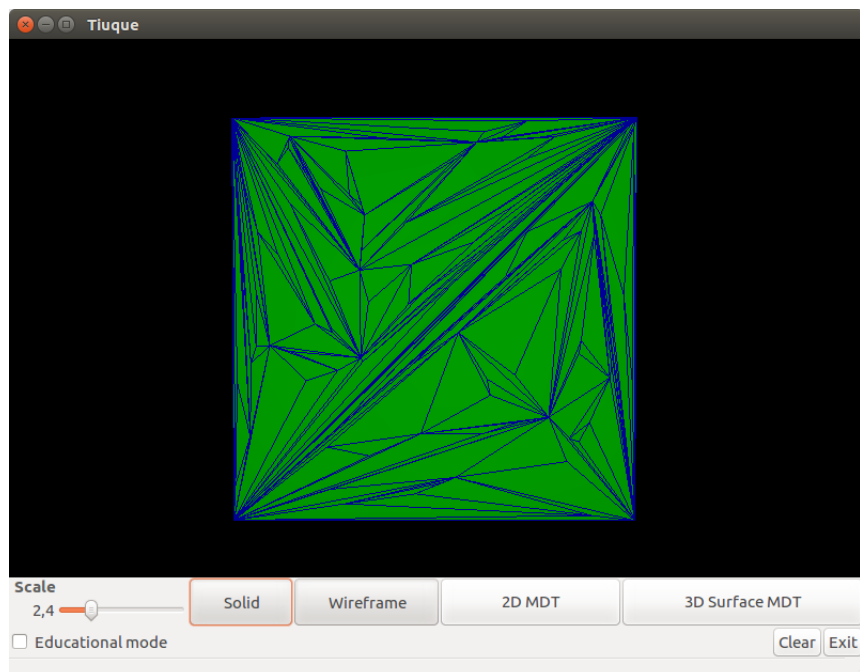 Tiuque
Scale
2,4
Solid
Wireframe
2D MDT
3D Surface MDT
Educational mode
Clear
Exit